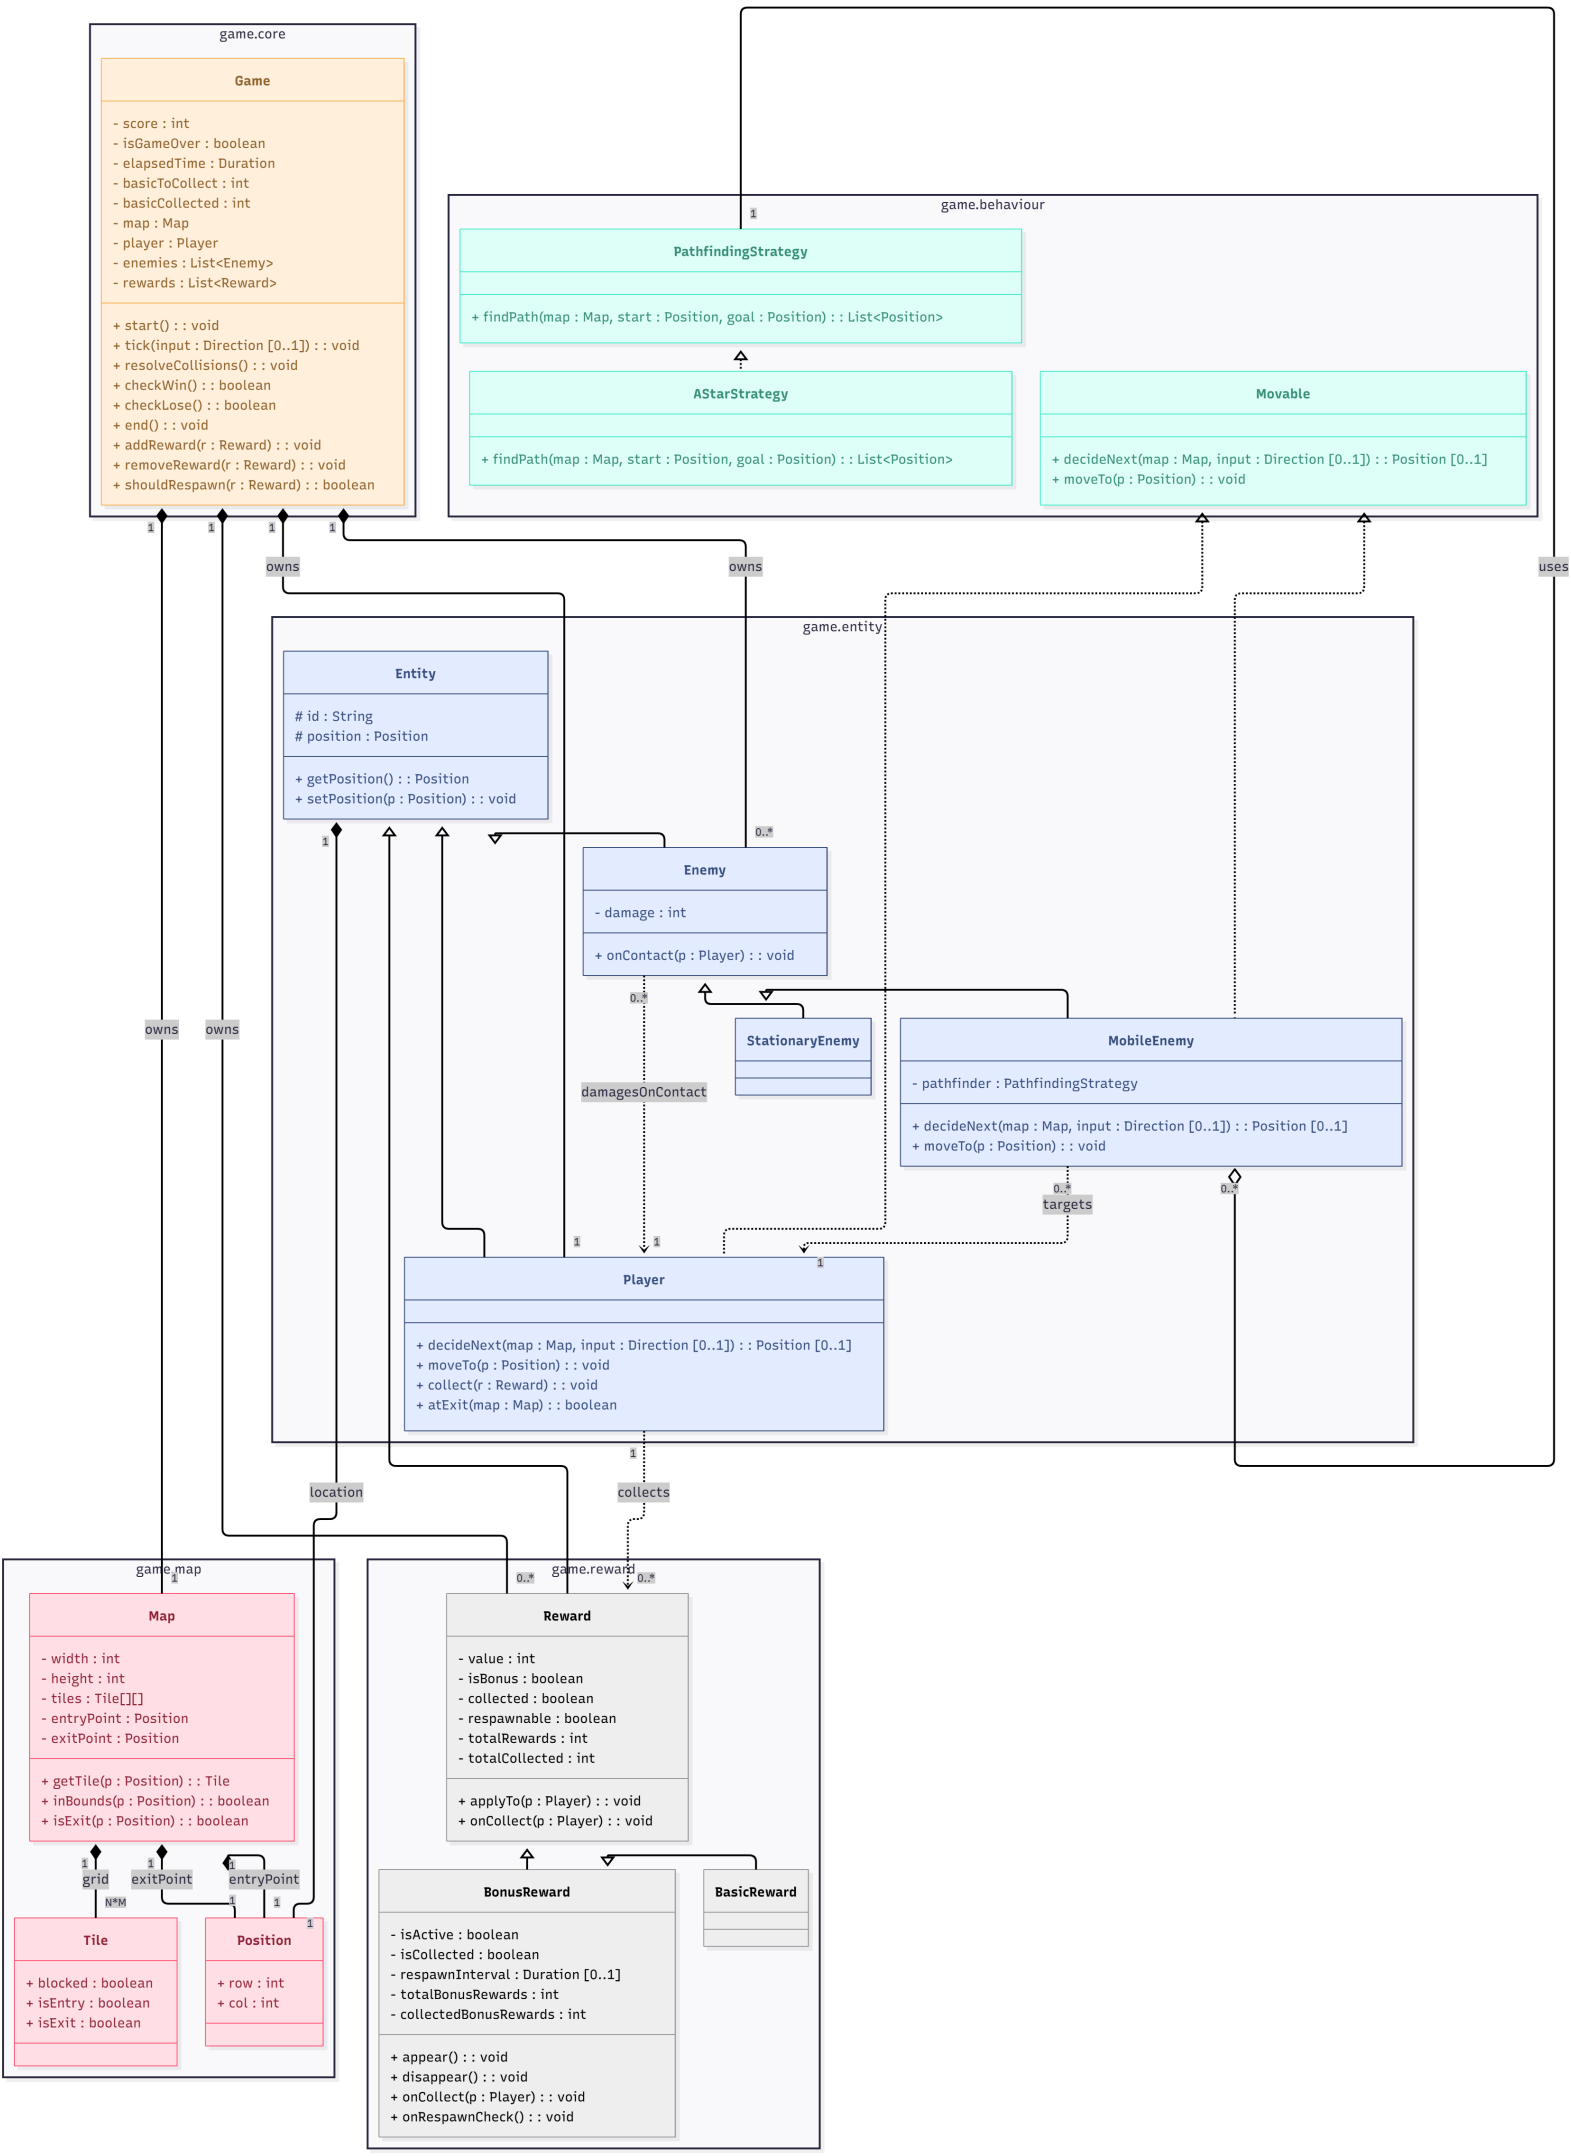 game.core
Game
- score : int
- isGameOver : boolean
- elapsedTime : Duration
- basicToCollect : int
- basicCollected : int
- map : Map
- player : Player
- enemies : List<Enemy>
- rewards : List<Reward>
+ start() : : void
+ tick(input : Direction [0..1]) : : void
+ resolveCollisions() : : void
+ checkWin() : : boolean
+ checkLose() : : boolean
+ end() : : void
+ addReward(r : Reward) : : void
+ removeReward(r : Reward) : : void
+ shouldRespawn(r : Reward) : : boolean
game.behaviour
1
PathfindingStrategy
+ findPath(map : Map, start : Position, goal : Position) : : List<Position>
AStarStrategy
+ findPath(map : Map, start : Position, goal : Position) : : List<Position>
Movable
+ decideNext(map : Map, input : Direction [0..1]) : : Position [0..1]
+ moveTo(p : Position) : : void
1
1
1
1
owns
owns
uses
game.entity
Entity
# id : String
# position : Position
+ getPosition() : : Position
+ setPosition(p : Position) : : void
1
0..*
Enemy
- damage : int
+ onContact(p : Player) : : void
0..*
owns
owns
StationaryEnemy
MobileEnemy
- pathfinder : PathfindingStrategy
+ decideNext(map : Map, input : Direction [0..1]) : : Position [0..1]
+ moveTo(p : Position) : : void
damagesOnContact
0..*
0..*
targets
1
1
1
Player
+ decideNext(map : Map, input : Direction [0..1]) : : Position [0..1]
+ moveTo(p : Position) : : void
+ collect(r : Reward) : : void
+ atExit(map : Map) : : boolean
1
location
collects
game.map
1
Map
- width : int
- height : int
- tiles : Tile[][]
- entryPoint : Position
- exitPoint : Position
+ getTile(p : Position) : : Tile
+ inBounds(p : Position) : : boolean
+ isExit(p : Position) : : boolean
1
1
1
grid
exitPoint
entryPoint
N*M
1
1
1
Tile
+ blocked : boolean
+ isEntry : boolean
+ isExit : boolean
Position
+ row : int
+ col : int
game.reward
0..*
0..*
Reward
- value : int
- isBonus : boolean
- collected : boolean
- respawnable : boolean
- totalRewards : int
- totalCollected : int
+ applyTo(p : Player) : : void
+ onCollect(p : Player) : : void
BonusReward
- isActive : boolean
- isCollected : boolean
- respawnInterval : Duration [0..1]
- totalBonusRewards : int
- collectedBonusRewards : int
+ appear() : : void
+ disappear() : : void
+ onCollect(p : Player) : : void
+ onRespawnCheck() : : void
BasicReward